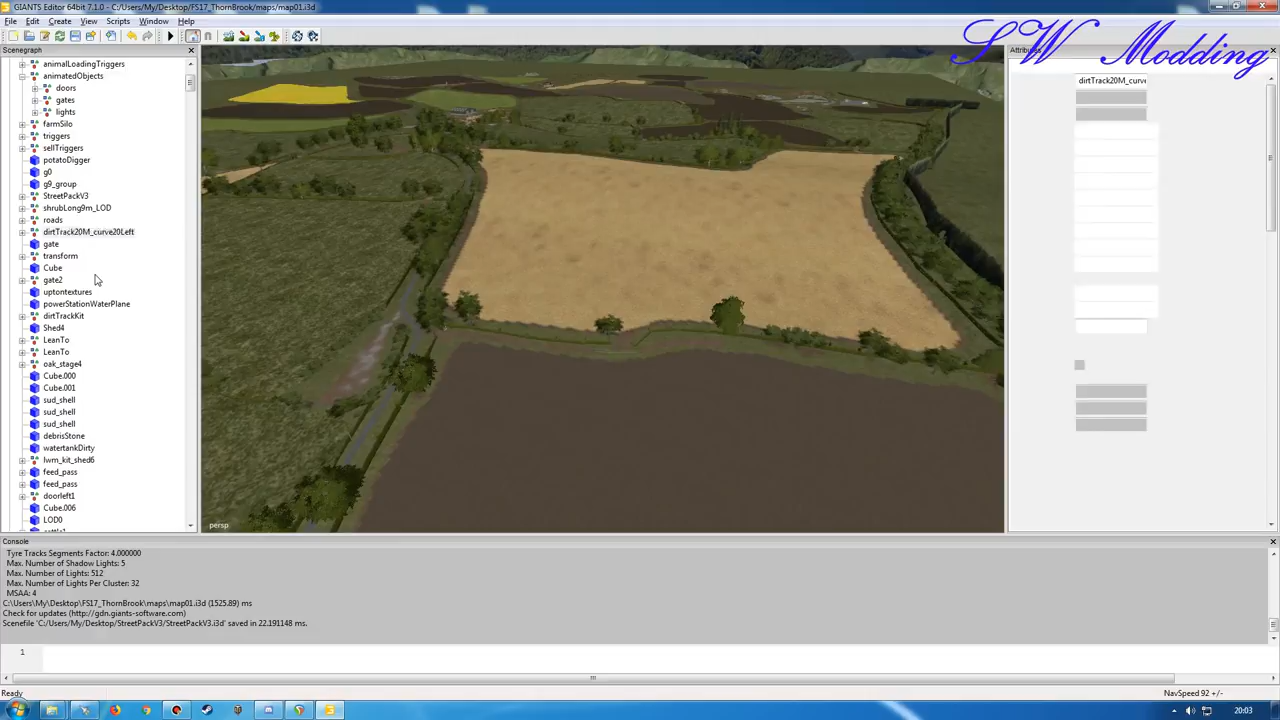 GIANTS Editor 64bit 7.1.0 - C:/Users/My/Desktop/FS17_ThornBrook/maps/map01.i3d
File Edit Create View Scripts Window Help
SW Modding
Scenegraph
Attributes
animalLoadingTriggers
animatedObjects
doors
gates
lights
farmSilo
triggers
sellTriggers
potatoDigger
g0
g9_group
StreetPackV3
shrubLong9m_LOD
roads
dirtTrack20M_curve20Left
gate
transform
Cube
gate2
uptontextures
powerStationWaterPlane
dirtTrackKit
Shed4
LeanTo
LeanTo
oak_stage4
Cube.000
Cube.001
sud_shell
sud_shell
sud_shell
debrisStone
watertankDirty
lwm_kit_shed6
feed_pass
feed_pass
doorleft1
Cube.006
LOD0
dirtTrack20M_curve
persp
Console
Tyre Tracks Segments Factor: 4.000000
Max. Number of Shadow Lights: 5
Max. Number of Lights: 512
Max. Number of Lights Per Cluster: 32
MSAA: 4
C:\Users\My\Desktop\FS17_ThornBrook\maps\map01.i3d (1525.89) ms
Check for updates (http://gdn.giants-software.com)
Scenefile 'C:/Users/My/Desktop/StreetPackV3/StreetPackV3.i3d' saved in 22.191148 ms.
1
Ready
NavSpeed 92 +/-
20:03